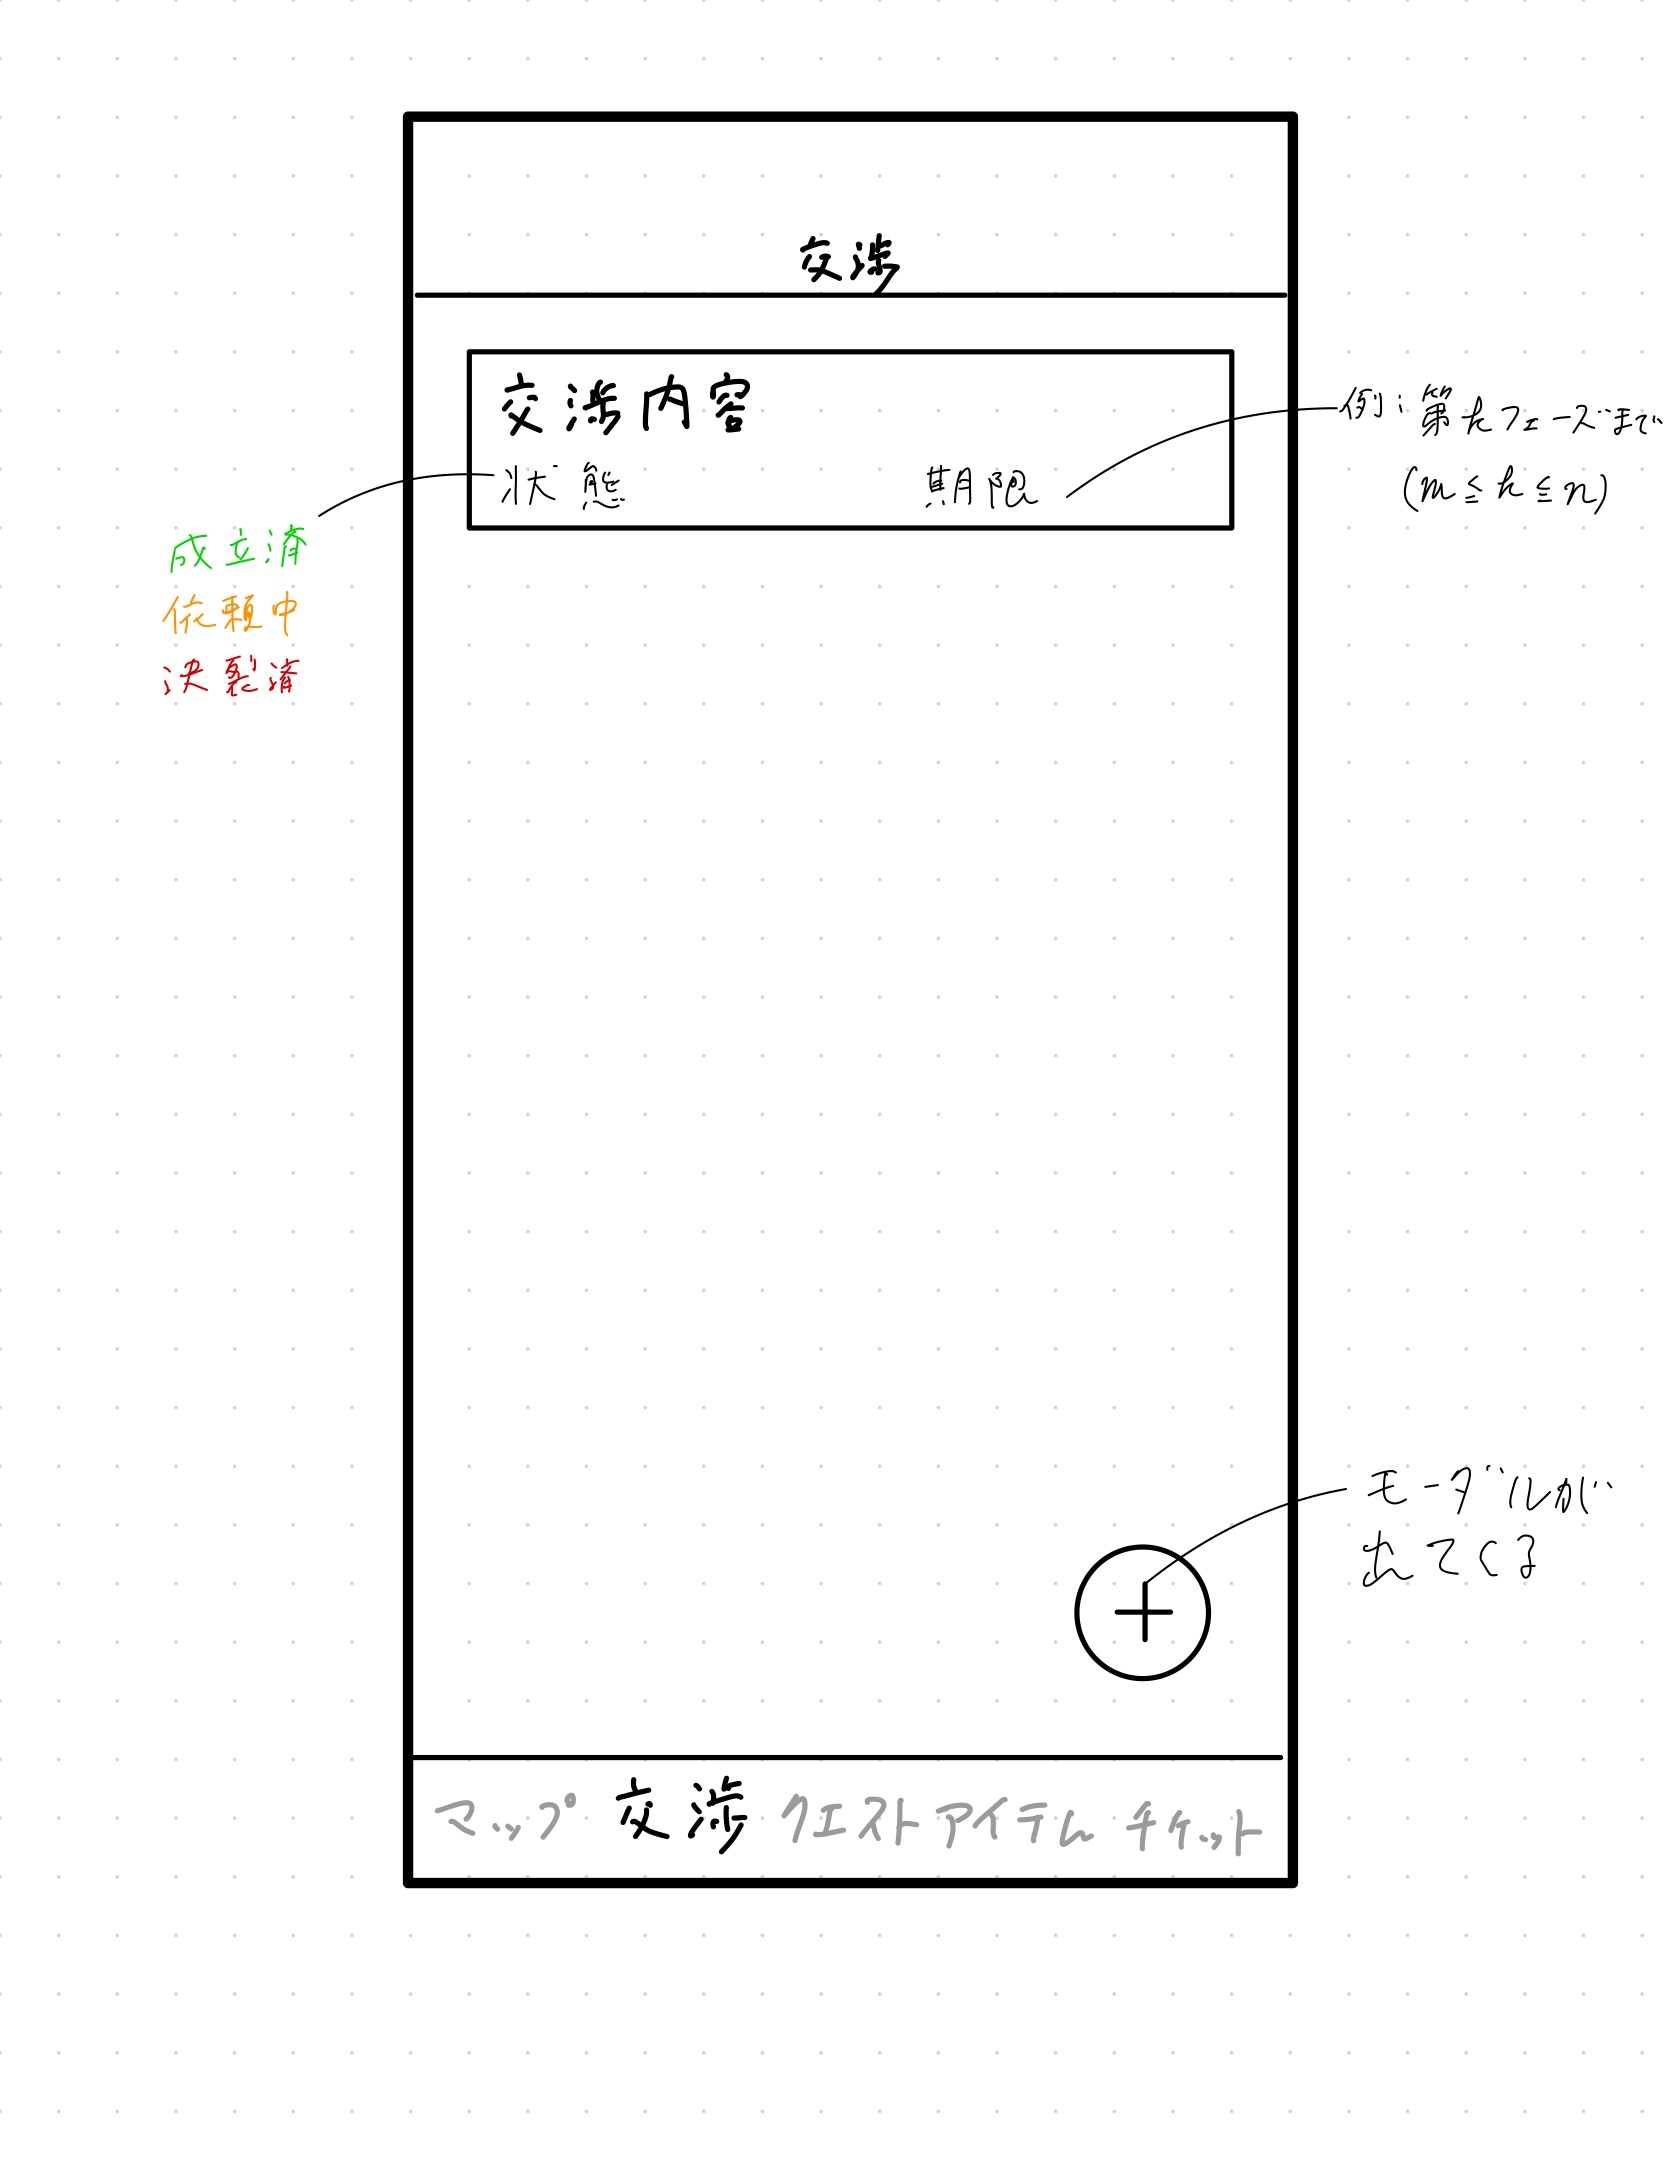 交渉
交渉内容
状態 期限
例：第kフェーズまで
(m≦k≦n)
成立済
依頼中
決裂済
モーダルが
出てくる
マップ 交渉 クエスト アイテム チケット